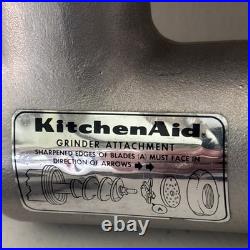 KitchenAid.
GRINDER ATTACHMENT
SHARPENED EDGES OF BLADES (A) MUST FACE IN
DIRECTION OF ARROWS ➡➡
A